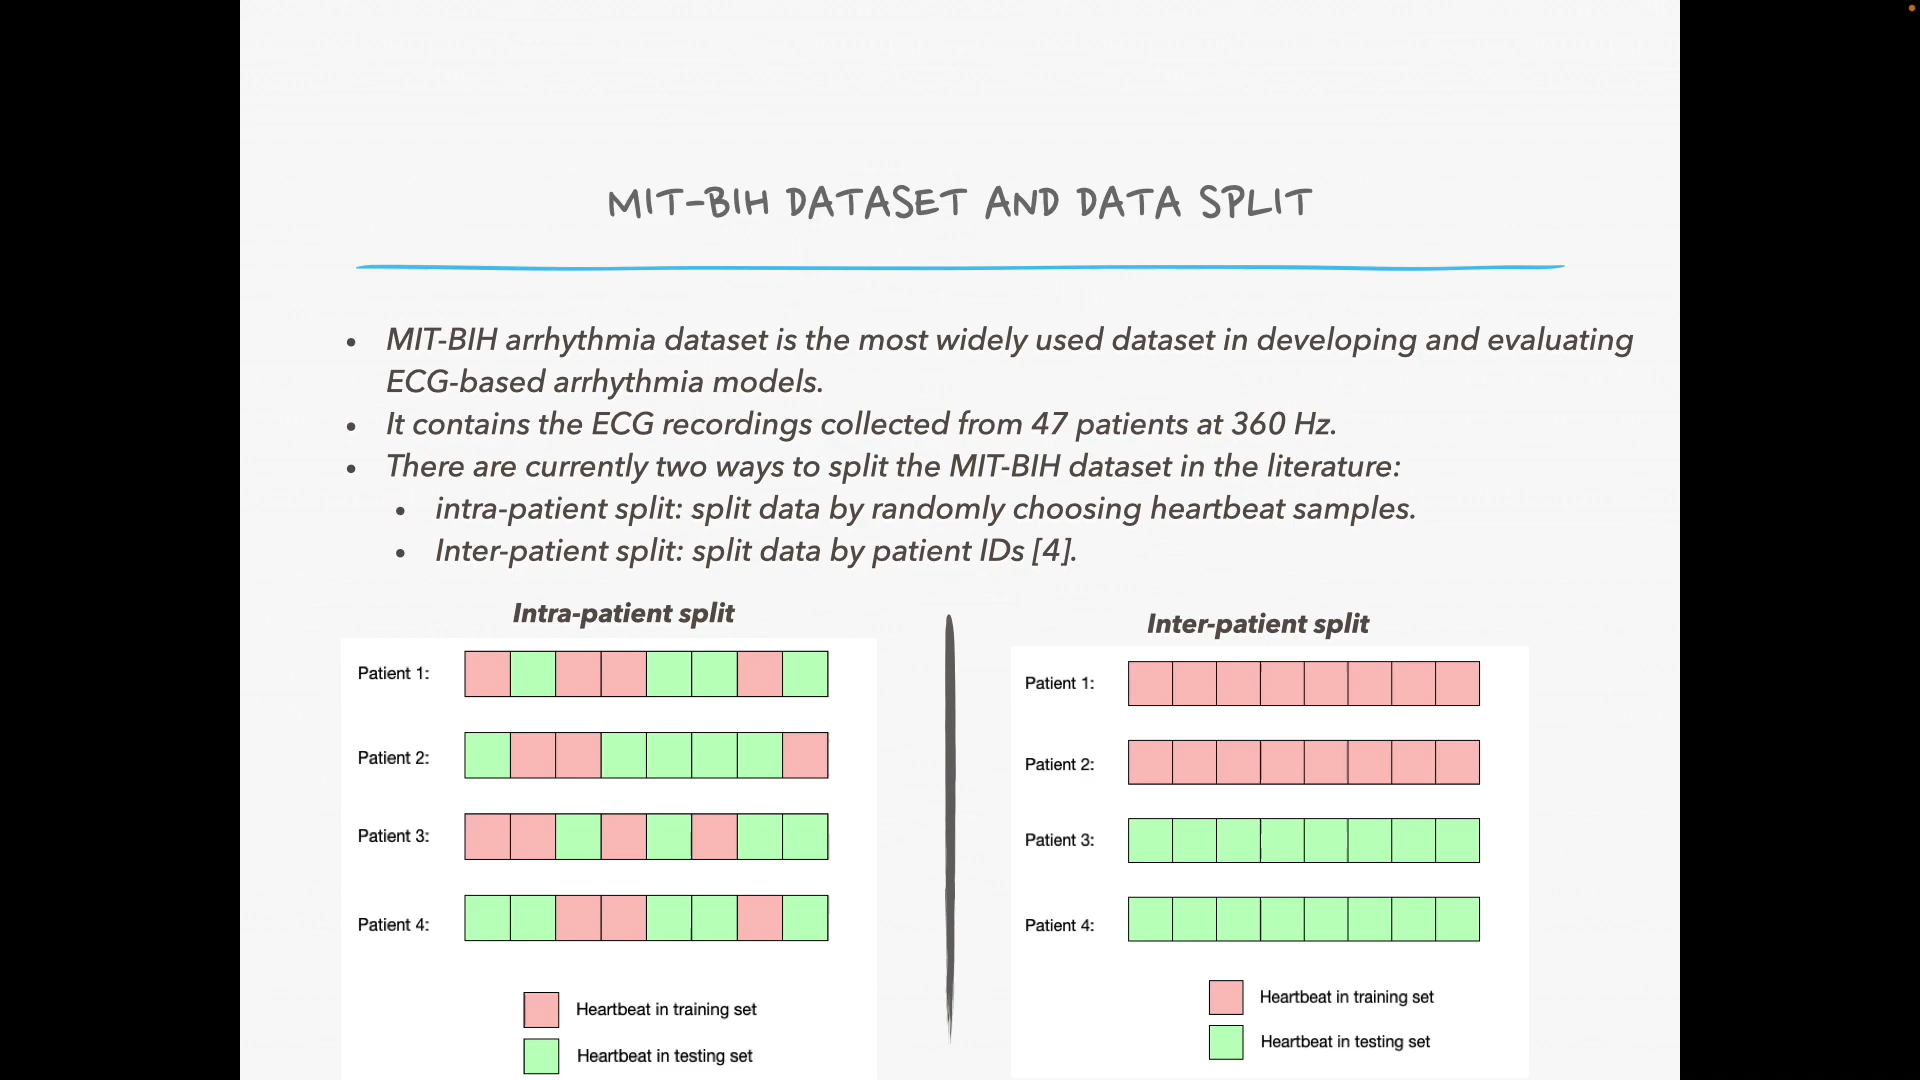 MIT-BIH DATASET AND DATA SPLIT
• MIT-BIH arrhythmia dataset is the most widely used dataset in developing and evaluating
ECG-based arrhythmia models.
• It contains the ECG recordings collected from 47 patients at 360 Hz.
• There are currently two ways to split the MIT-BIH dataset in the literature:
• intra-patient split: split data by randomly choosing heartbeat samples.
• Inter-patient split: split data by patient IDs [4].
Intra-patient split
Patient 1:
Patient 2:
Patient 3:
Patient 4:
Heartbeat in training set
Heartbeat in testing set
Inter-patient split
Patient 1:
Patient 2:
Patient 3:
Patient 4:
Heartbeat in training set
Heartbeat in testing set